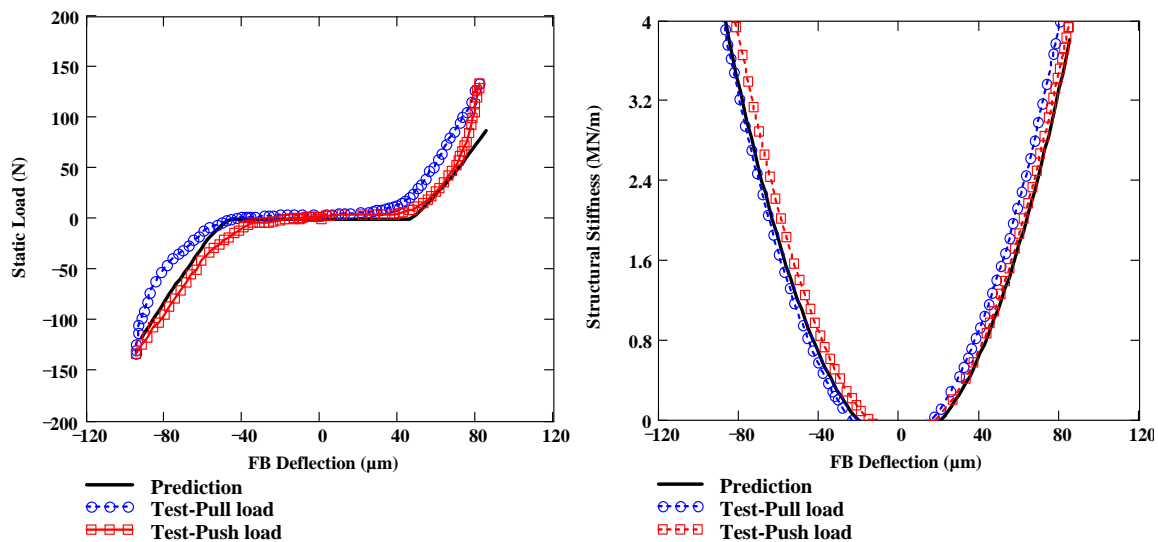 200
150
100
50
0
−50
−100
−150
−200
−120
−80
−40
0
40
80
120
Static Load (N)
FB Deflection (µm)
Prediction
Test-Pull load
Test-Push load
4
3.2
2.4
1.6
0.8
0
−120
−80
−40
0
40
80
120
Structural Stiffness (MN/m)
FB Deflection (µm)
Prediction
Test-Pull load
Test-Push load